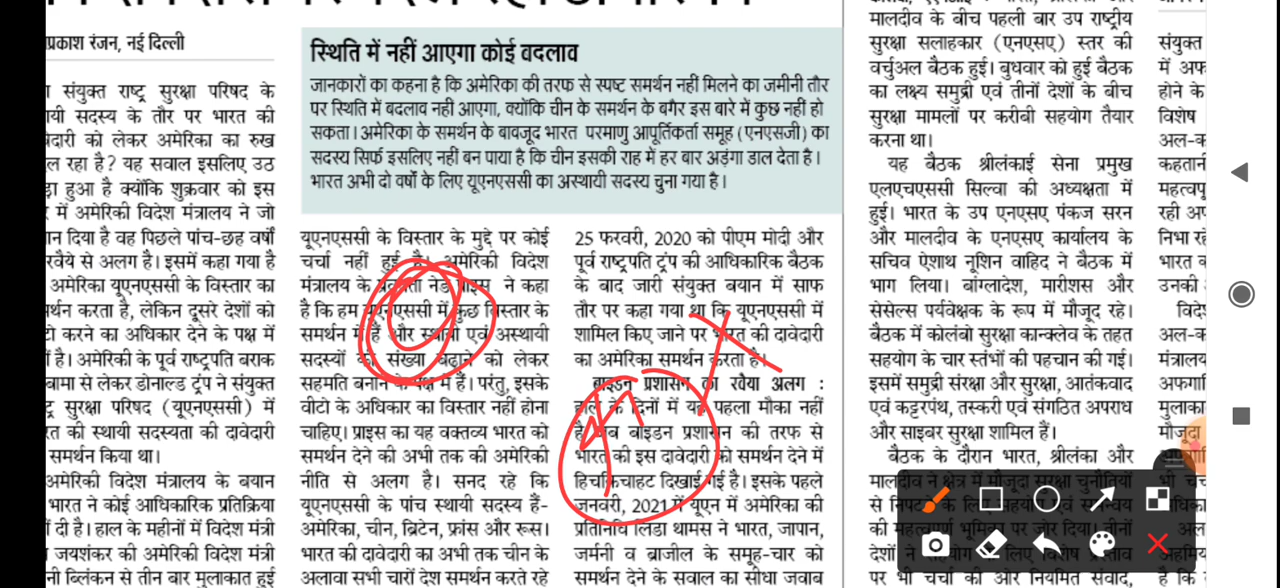 प्रकाश रंजन, नई दिल्ली
संयुक्त राष्ट्र सुरक्षा परिषद के
सदस्य के तौर पर भारत की
को लेकर अमेरिका का रुख
रहा है? यह सवाल इसलिए उठ
हुआ है क्योंकि शुक्रवार को इस
में अमेरिकी विदेश मंत्रालय ने जो
दिया है वह पिछले पांच-छह वर्षों
से अलग है। इसमें कहा गया है
अमेरिका यूएनएससी के विस्तार का
करता है, लेकिन दूसरे देशों को
करने का अधिकार देने के पक्ष में
है। अमेरिकी के पूर्व राष्ट्रपति बराक
से लेकर डोनाल्ड ट्रंप ने संयुक्त
सुरक्षा परिषद (यूएनएससी) में
की स्थायी सदस्यता की दावेदारी
समर्थन किया था।
अमेरिकी विदेश मंत्रालय के बयान
भारत ने कोई आधिकारिक प्रतिक्रिया
दी है। हाल के महीनों में विदेश मंत्री
जयशंकर की अमेरिकी विदेश मंत्री
ब्लिंकन से तीन बार मुलाकात हुई
स्थिति में नहीं आएगा कोई बदलाव
जानकारों का कहना है कि अमेरिका की तरफ से स्पष्ट समर्थन नहीं मिलने का जमीनी तौर
पर स्थिति में बदलाव नहीं आएगा, क्योंकि चीन के समर्थन के बगैर इस बारे में कुछ नहीं हो
सकता। अमेरिका के समर्थन के बावजूद भारत परमाणु आपूर्तिकर्ता समूह (एनएसजी) का
सदस्य सिर्फ इसलिए नहीं बन पाया है कि चीन इसकी राह में हर बार अड़ंगा डाल देता है।
भारत अभी दो वर्षों के लिए यूएनएससी का अस्थायी सदस्य चुना गया है।
यूएनएससी के विस्तार के मुद्दे पर कोई
चर्चा नहीं हुई है। अमेरिकी विदेश
मंत्रालय के प्रवक्ता नेड प्राइस ने कहा
है कि हम यूएनएससी में कुछ विस्तार के
समर्थन में हैं और स्थायी एवं अस्थायी
सदस्यों की संख्या बढ़ाने को लेकर
सहमति बनाने के पक्ष में हैं। परंतु, इसके
वीटो के अधिकार का विस्तार नहीं होना
चाहिए। प्राइस का यह वक्तव्य भारत को
समर्थन देने की अभी तक की अमेरिकी
नीति से अलग है। सनद रहे कि
यूएनएससी के पांच स्थायी सदस्य हैं-
अमेरिका, चीन, ब्रिटेन, फ्रांस और रूस।
भारत की दावेदारी का अभी तक चीन के
अलावा सभी चारों देश समर्थन करते रहे
25 फरवरी, 2020 को पीएम मोदी और
पूर्व राष्ट्रपति ट्रंप की आधिकारिक बैठक
के बाद जारी संयुक्त बयान में साफ
तौर पर कहा गया था कि यूएनएससी में
शामिल किए जाने पर भारत की दावेदारी
का अमेरिका समर्थन करता है।
बाइडन प्रशासन का रवैया अलग :
हाल के दिनों में यह पहला मौका नहीं
है जब बाइडन प्रशासन की तरफ से
भारत की इस दावेदारी को समर्थन देने में
हिचकिचाहट दिखाई गई है। इसके पहले
जनवरी, 2021 में यूएन में अमेरिका की
प्रतिनिधि लिंडा थामस ने भारत, जापान,
जर्मनी व ब्राजील के समूह-चार को
समर्थन देने के सवाल का सीधा जवाब
मालदीव के बीच पहली बार उप राष्ट्रीय
सुरक्षा सलाहकार (एनएसए) स्तर की
वर्चुअल बैठक हुई। बुधवार को हुई बैठक
का लक्ष्य समुद्री एवं तीनों देशों के बीच
सुरक्षा मामलों पर करीबी सहयोग तैयार
करना था।
यह बैठक श्रीलंकाई सेना प्रमुख
एलएचएससी सिल्वा की अध्यक्षता में
हुई। भारत के उप एनएसए पंकज सरन
और मालदीव के एनएसए कार्यालय के
सचिव ऐशाथ नूशिन वाहिद ने बैठक में
भाग लिया। बांग्लादेश, मारीशस और
सेसेल्स पर्यवेक्षक के रूप में मौजूद रहे।
बैठक में कोलंबो सुरक्षा कान्क्लेव के तहत
सहयोग के चार स्तंभों की पहचान की गई।
इसमें समुद्री संरक्षा और सुरक्षा, आतंकवाद
एवं कट्टरपंथ, तस्करी एवं संगठित अपराध
और साइबर सुरक्षा शामिल हैं।
बैठक के दौरान भारत, श्रीलंका और
मालदीव ने क्षेत्र में मौजूदा सुरक्षा चुनौतियों
से निपटने के लिए
की महत्वपूर्ण भूमिका पर जोर दिया। तीनों
देशों ने
पर भी चर्चा की और नियमित संवाद,
संयुक्त
में
होने के
विशेष
रही
निभा
उनकी
मंत्रालय